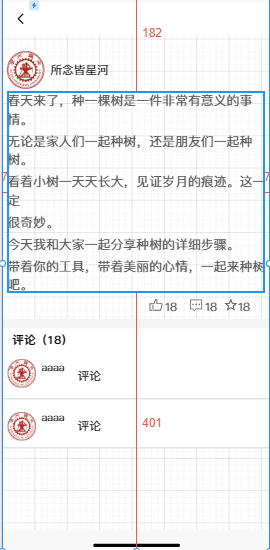 182
所念皆星河
春天来了，种一棵树是一件非常有意义的事
情。
无论是家人们一起种树，还是朋友们一起种
树。
看着小树一天天长大，见证岁月的痕迹。这一
定
很奇妙。
今天我和大家一起分享种树的详细步骤。
带着你的工具，带着美丽的心情，一起来种树
吧。
18 18 18
评论（18）
aaaa
评论
aaaa
评论
401